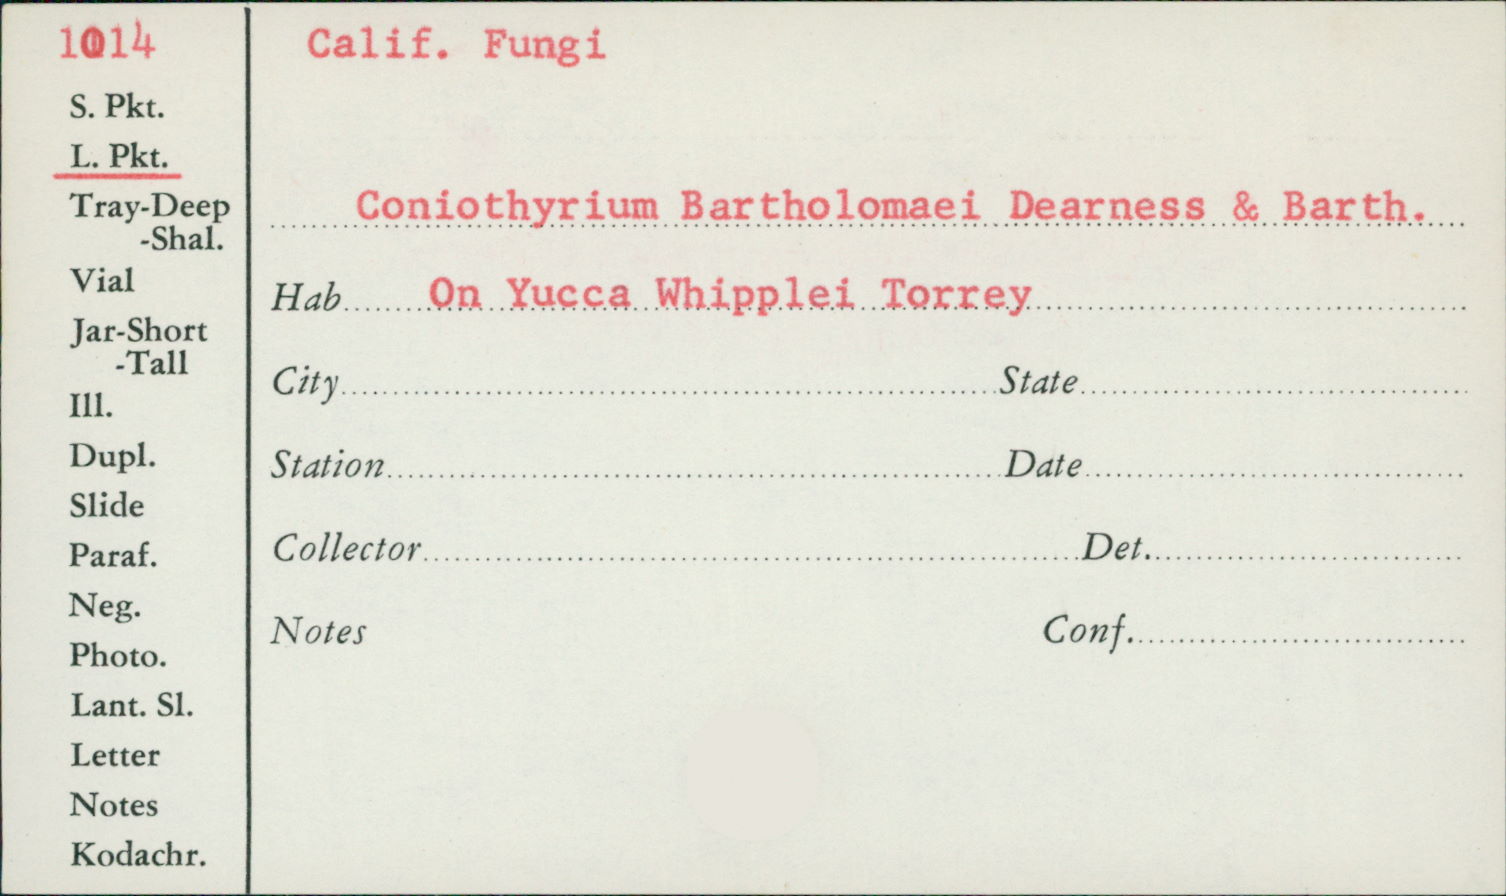 1014
Calif. Fungi
S. Pkt.
L. Pkt.
Tray-Deep
-Shal.
Vial
Jar-Short
-Tall
Ill.
Dupl.
Slide
Paraf.
Neg.
Photo.
Lant. Sl.
Letter
Notes
Kodachr.
Coniothyrium Bartholomaei Dearness & Barth.
Hab On Yucca Whipplei Torrey
City State
Station Date
Collector Det.
Notes Conf.